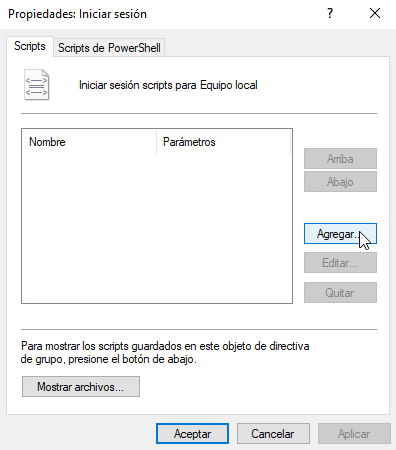 Propiedades: Iniciar sesión
Scripts
Scripts de PowerShell
Iniciar sesión scripts para Equipo local
Nombre
Parámetros
Arriba
Abajo
Agregar...
Editar...
Quitar
Para mostrar los scripts guardados en este objeto de directiva
de grupo, presione el botón de abajo.
Mostrar archivos...
Aceptar
Cancelar
Aplicar